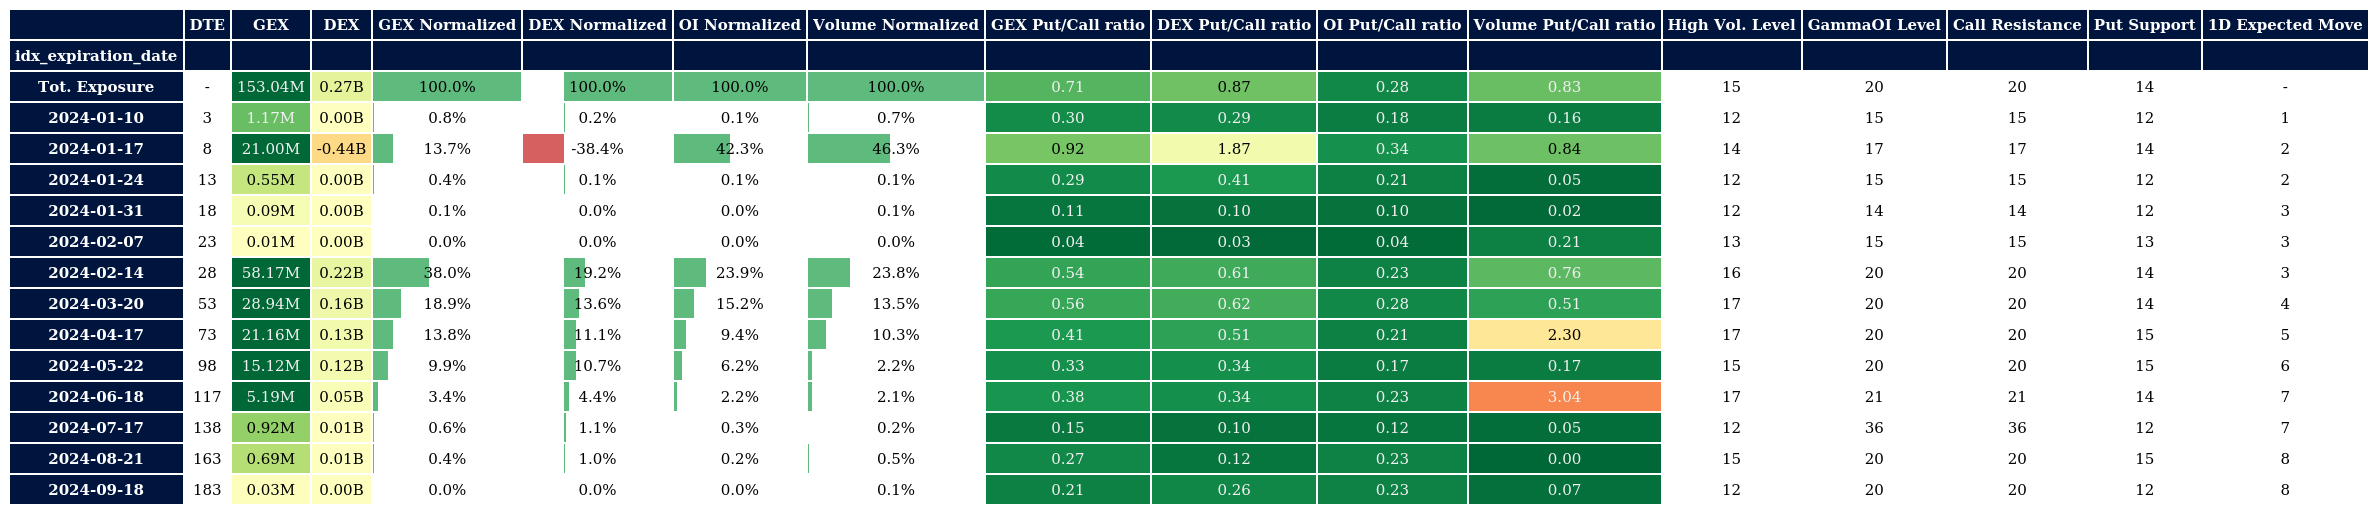 DTE GEX DEX GEX Normalized DEX Normalized OI Normalized Volume Normalized GEX Put/Call ratio DEX Put/Call ratio OI Put/Call ratio Volume Put/Call ratio High Vol. Level GammaOI Level Call Resistance Put Support 1D Expected Move
idx_expiration_date
Tot. Exposure - 153.04M 0.27B 100.0% 100.0% 100.0% 100.0% 0.71 0.87 0.28 0.83 15 20 20 14 -
2024-01-10 3 1.17M 0.00B 0.8% 0.2% 0.1% 0.7% 0.30 0.29 0.18 0.16 12 15 15 12 1
2024-01-17 8 21.00M -0.44B 13.7% -38.4% 42.3% 46.3% 0.92 1.87 0.34 0.84 14 17 17 14 2
2024-01-24 13 0.55M 0.00B 0.4% 0.1% 0.1% 0.1% 0.29 0.41 0.21 0.05 12 15 15 12 2
2024-01-31 18 0.09M 0.00B 0.1% 0.0% 0.0% 0.1% 0.11 0.10 0.10 0.02 12 14 14 12 3
2024-02-07 23 0.01M 0.00B 0.0% 0.0% 0.0% 0.0% 0.04 0.03 0.04 0.21 13 15 15 13 3
2024-02-14 28 58.17M 0.22B 38.0% 19.2% 23.9% 23.8% 0.54 0.61 0.23 0.76 16 20 20 14 3
2024-03-20 53 28.94M 0.16B 18.9% 13.6% 15.2% 13.5% 0.56 0.62 0.28 0.51 17 20 20 14 4
2024-04-17 73 21.16M 0.13B 13.8% 11.1% 9.4% 10.3% 0.41 0.51 0.21 2.30 17 20 20 15 5
2024-05-22 98 15.12M 0.12B 9.9% 10.7% 6.2% 2.2% 0.33 0.34 0.17 0.17 15 20 20 15 6
2024-06-18 117 5.19M 0.05B 3.4% 4.4% 2.2% 2.1% 0.38 0.34 0.23 3.04 17 21 21 14 7
2024-07-17 138 0.92M 0.01B 0.6% 1.1% 0.3% 0.2% 0.15 0.10 0.12 0.05 12 36 36 12 7
2024-08-21 163 0.69M 0.01B 0.4% 1.0% 0.2% 0.5% 0.27 0.12 0.23 0.00 15 20 20 15 8
2024-09-18 183 0.03M 0.00B 0.0% 0.0% 0.0% 0.1% 0.21 0.26 0.23 0.07 12 20 20 12 8